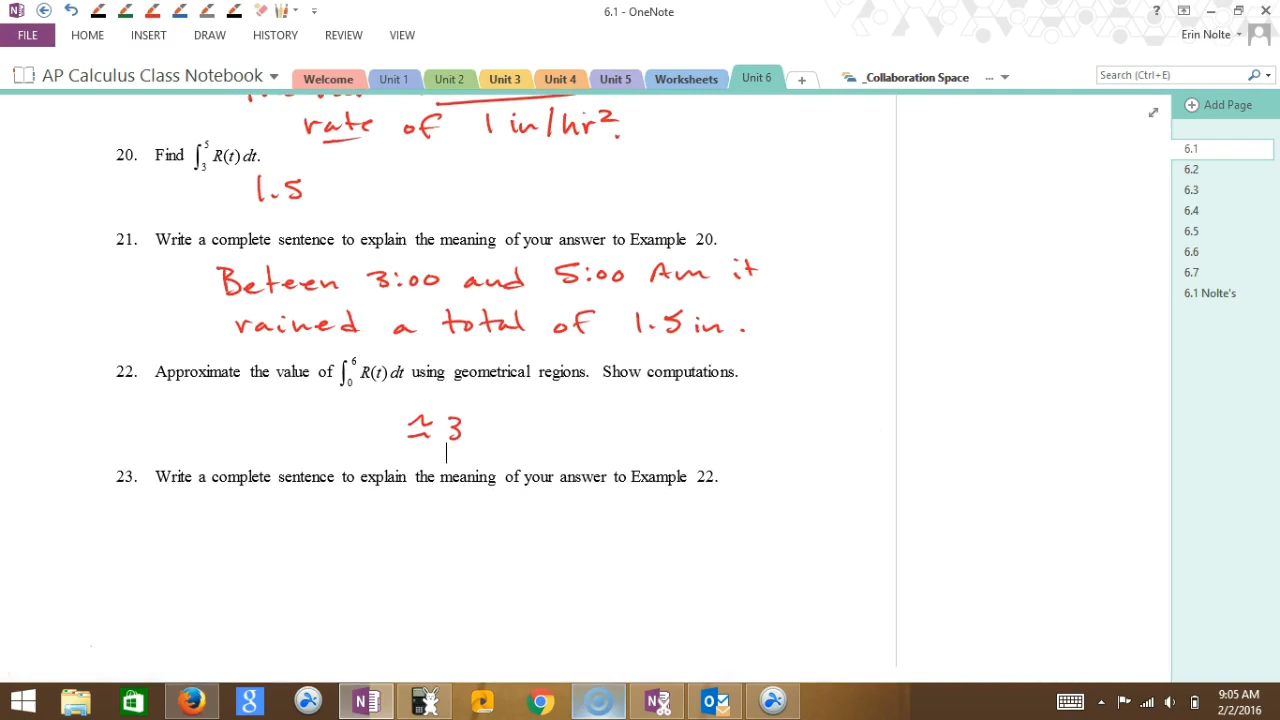 6.1 - OneNote
?
FILE HOME INSERT DRAW HISTORY REVIEW VIEW
Erin Nolte
AP Calculus Class Notebook
Welcome Unit 1 Unit 2 Unit 3 Unit 4 Unit 5 Worksheets Unit 6 + _Collaboration Space ...
Search (Ctrl+E)
Add Page
6.1
6.2
6.3
6.4
6.5
6.6
6.7
6.1 Nolte's
rate of 1 in/hr².
20. Find ∫₃⁵ R(t) dt.
1.5
21. Write a complete sentence to explain the meaning of your answer to Example 20.
Beteen 3:00 and 5:00 Am it
rained a total of 1.5 in.
22. Approximate the value of ∫₀⁶ R(t) dt using geometrical regions. Show computations.
≈ 3
23. Write a complete sentence to explain the meaning of your answer to Example 22.
9:05 AM
2/2/2016